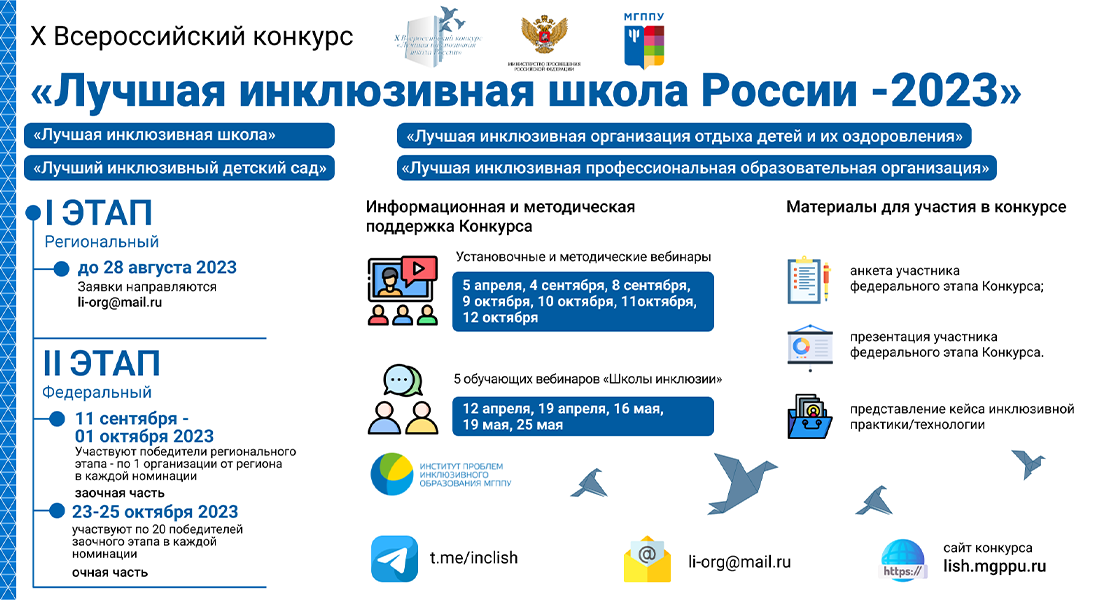 X Всероссийский конкурс
X Всероссийский конкурс
«Лучшая инклюзивная
школа России»
МИНИСТЕРСТВО ПРОСВЕЩЕНИЯ
РОССИЙСКОЙ ФЕДЕРАЦИИ
МГППУ
«Лучшая инклюзивная школа России -2023»
«Лучшая инклюзивная школа»
«Лучшая инклюзивная организация отдыха детей и их оздоровления»
«Лучший инклюзивный детский сад»
«Лучшая инклюзивная профессиональная образовательная организация»
I ЭТАП
Региональный
до 28 августа 2023
Заявки направляются
li-org@mail.ru
II ЭТАП
Федеральный
11 сентября -
01 октября 2023
Участвуют победители регионального
этапа - по 1 организации от региона
в каждой номинации
заочная часть
23-25 октября 2023
участвуют по 20 победителей
заочного этапа в каждой
номинации
очная часть
Информационная и методическая
поддержка Конкурса
Установочные и методические вебинары
5 апреля, 4 сентября, 8 сентября,
9 октября, 10 октября, 11октября,
12 октября
5 обучающих вебинаров «Школы инклюзии»
12 апреля, 19 апреля, 16 мая,
19 мая, 25 мая
ИНСТИТУТ ПРОБЛЕМ
ИНКЛЮЗИВНОГО
ОБРАЗОВАНИЯ МГППУ
Материалы для участия в конкурсе
анкета участника
федерального этапа Конкурса;
презентация участника
федерального этапа Конкурса.
представление кейса инклюзивной
практики/технологии
t.me/inclish
@
li-org@mail.ru
https://
сайт конкурса
lish.mgppu.ru